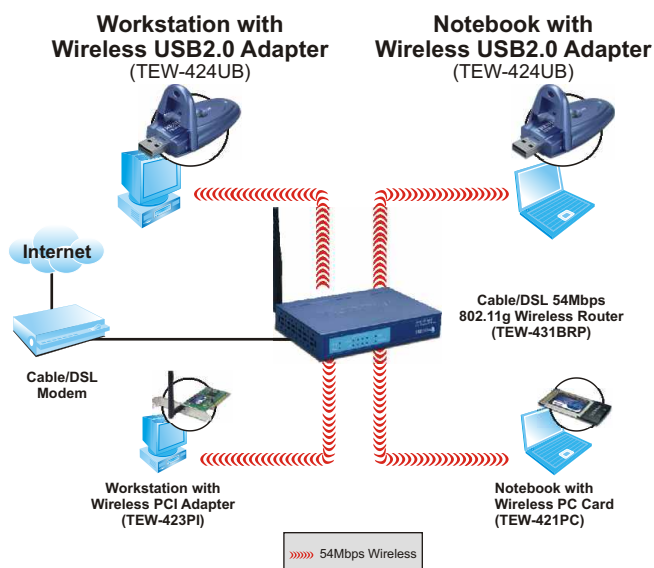 Workstation with
Wireless USB2.0 Adapter
(TEW-424UB)
Notebook with
Wireless USB2.0 Adapter
(TEW-424UB)
Internet
Cable/DSL 54Mbps
802.11g Wireless Router
(TEW-431BRP)
Cable/DSL
Modem
Workstation with
Wireless PCI Adapter
(TEW-423PI)
Notebook with
Wireless PC Card
(TEW-421PC)
54Mbps Wireless